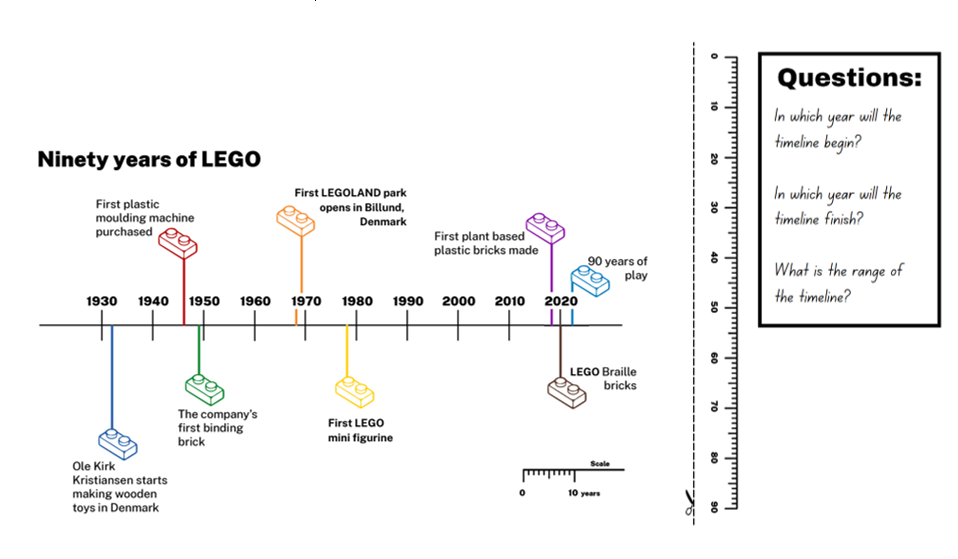 Ninety years of LEGO
First plastic
moulding machine
purchased
First LEGOLAND park
opens in Billund,
Denmark
First plant based
plastic bricks made
90 years of
play
1930 1940 1950 1960 1970 1980 1990 2000 2010 2020
Ole Kirk
Kristiansen starts
making wooden
toys in Denmark
The company's
first binding
brick
First LEGO
mini figurine
LEGO Braille
bricks
Scale
0 10 years
0
10
20
30
40
50
60
70
80
90
Questions:
In which year will the
timeline begin?
In which year will the
timeline finish?
What is the range of
the timeline?